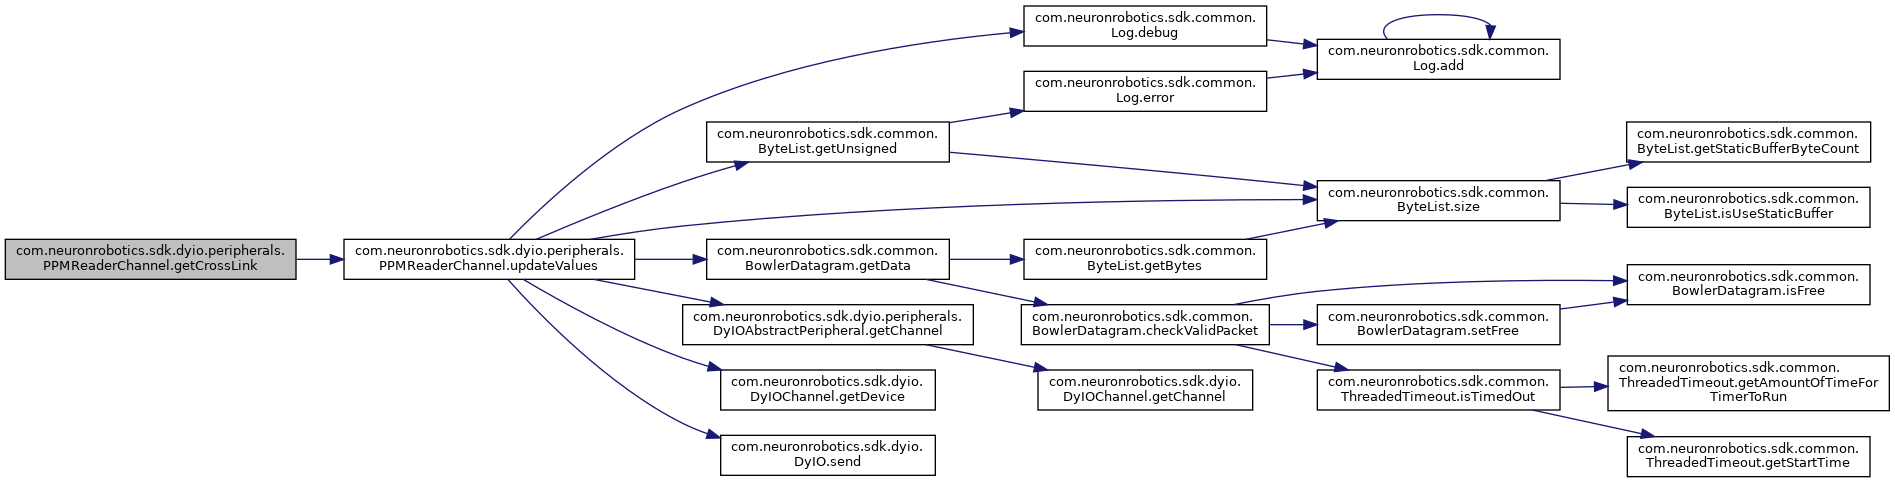 com.neuronrobotics.sdk.dyio.peripherals.
PPMReaderChannel.getCrossLink
com.neuronrobotics.sdk.dyio.peripherals.
PPMReaderChannel.updateValues
com.neuronrobotics.sdk.common.
Log.debug
com.neuronrobotics.sdk.common.
Log.add
com.neuronrobotics.sdk.common.
Log.error
com.neuronrobotics.sdk.common.
ByteList.getUnsigned
com.neuronrobotics.sdk.common.
ByteList.size
com.neuronrobotics.sdk.common.
ByteList.getStaticBufferByteCount
com.neuronrobotics.sdk.common.
ByteList.isUseStaticBuffer
com.neuronrobotics.sdk.common.
BowlerDatagram.getData
com.neuronrobotics.sdk.common.
ByteList.getBytes
com.neuronrobotics.sdk.common.
BowlerDatagram.checkValidPacket
com.neuronrobotics.sdk.common.
BowlerDatagram.isFree
com.neuronrobotics.sdk.common.
BowlerDatagram.setFree
com.neuronrobotics.sdk.common.
ThreadedTimeout.isTimedOut
com.neuronrobotics.sdk.common.
ThreadedTimeout.getAmountOfTimeFor
TimerToRun
com.neuronrobotics.sdk.common.
ThreadedTimeout.getStartTime
com.neuronrobotics.sdk.dyio.peripherals.
DyIOAbstractPeripheral.getChannel
com.neuronrobotics.sdk.dyio.
DyIOChannel.getChannel
com.neuronrobotics.sdk.dyio.
DyIOChannel.getDevice
com.neuronrobotics.sdk.dyio.
DyIO.send